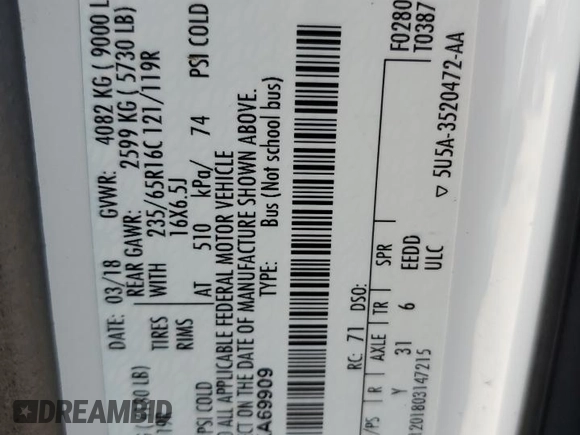 DATE: 03/18 GVWR: 4082 KG ( 9000 L
REAR GAWR: 2599 KG ( 5730 LB)
WITH 235/65R16C 121/119R
TIRES
16X6.5J
RIMS
PSI COLD AT 510 kPa/ 74 PSI COLD
ALL APPLICABLE FEDERAL MOTOR VEHICLE
CT ON THE DATE OF MANUFACTURE SHOWN ABOVE.
TYPE: Bus (Not school bus)
A69909
F0280
T0387
RC: 71 DSO:
/PS R AXLE TR SPR
Y 31 6 EEDD
ULC
1201803147215
▽ 5U5A-3520472-AA
AUTOBIDMASTER